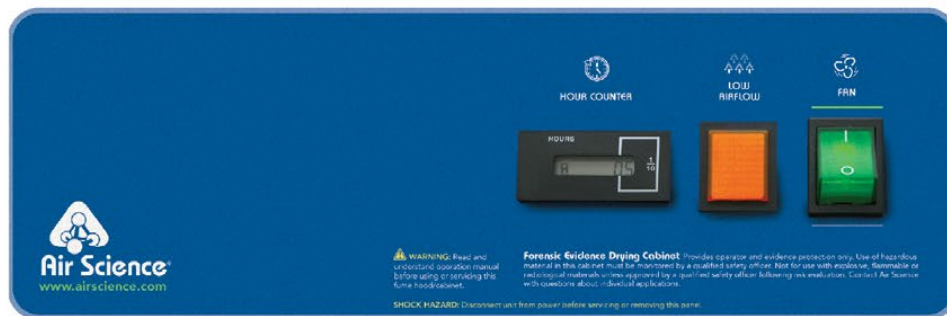 HOUR COUNTER
LOW
AIRFLOW
FAN
HOURS
1
10
I
O
Air Science®
www.airscience.com
WARNING: Read and
understand operation manual
before using or servicing this
fume hood/cabinet.
Forensic Evidence Drying Cabinet Provides operator and evidence protection only. Use of hazardous
material in this cabinet must be monitored by a qualified safety officer. Not for use with explosive, flammable or
radiological materials unless approved by a qualified safety officer following risk evaluation. Contact Air Science
with questions about individual applications.
SHOCK HAZARD: Disconnect unit from power before servicing or removing this panel.